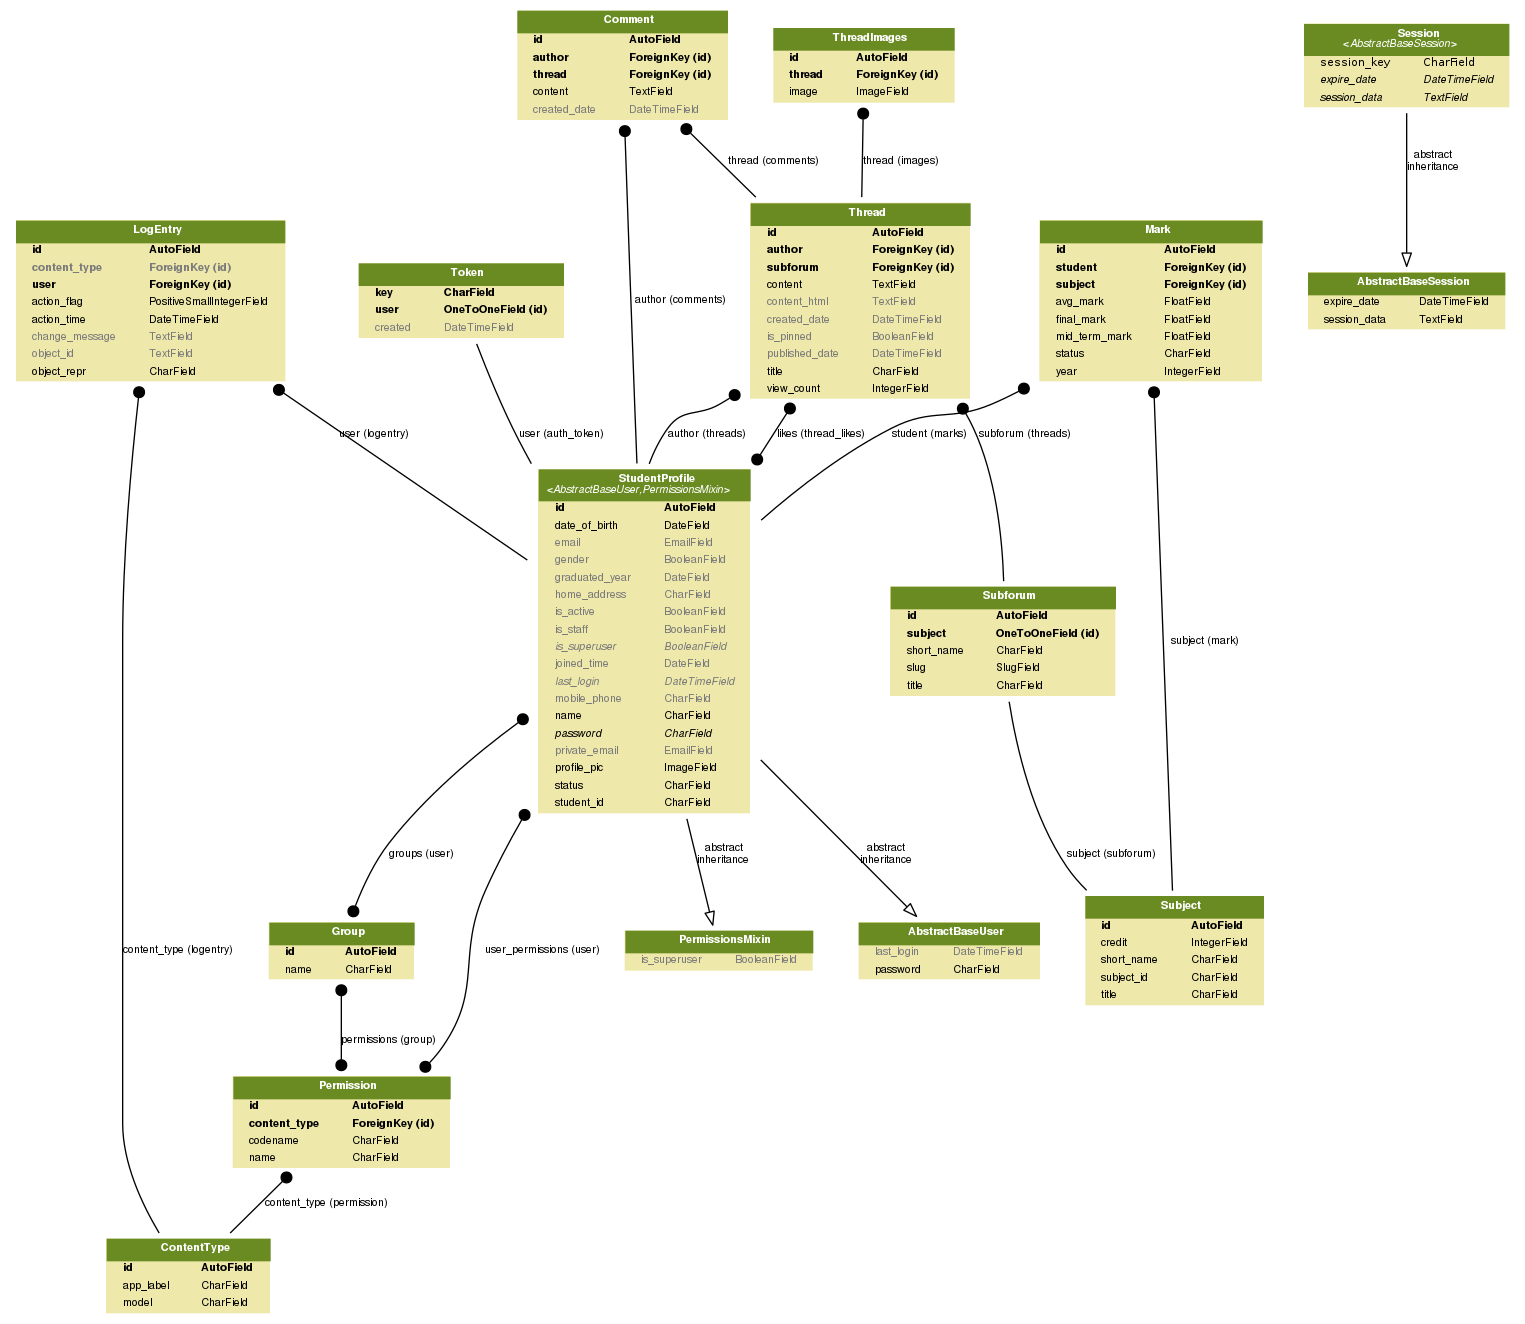 Comment
id AutoField
author ForeignKey (id)
thread ForeignKey (id)
content TextField
created_date DateTimeField
ThreadImages
id AutoField
thread ForeignKey (id)
image ImageField
Session
<AbstractBaseSession>
session_key CharField
expire_date DateTimeField
session_data TextField
thread (comments)
thread (images)
abstract
inheritance
LogEntry
id AutoField
content_type ForeignKey (id)
user ForeignKey (id)
action_flag PositiveSmallIntegerField
action_time DateTimeField
change_message TextField
object_id TextField
object_repr CharField
Token
key CharField
user OneToOneField (id)
created DateTimeField
author (comments)
Thread
id AutoField
author ForeignKey (id)
subforum ForeignKey (id)
content TextField
content_html TextField
created_date DateTimeField
is_pinned BooleanField
published_date DateTimeField
title CharField
view_count IntegerField
Mark
id AutoField
student ForeignKey (id)
subject ForeignKey (id)
avg_mark FloatField
final_mark FloatField
mid_term_mark FloatField
status CharField
year IntegerField
AbstractBaseSession
expire_date DateTimeField
session_data TextField
user (logentry)
user (auth_token)
author (threads)
likes (thread_likes)
student (marks)
subforum (threads)
StudentProfile
<AbstractBaseUser,PermissionsMixin>
id AutoField
date_of_birth DateField
email EmailField
gender BooleanField
graduated_year DateField
home_address CharField
is_active BooleanField
is_staff BooleanField
is_superuser BooleanField
joined_time DateField
last_login DateTimeField
mobile_phone CharField
name CharField
password CharField
private_email EmailField
profile_pic ImageField
status CharField
student_id CharField
Subforum
id AutoField
subject OneToOneField (id)
short_name CharField
slug SlugField
title CharField
subject (mark)
groups (user)
abstract
inheritance
abstract
inheritance
subject (subforum)
content_type (logentry)
Group
id AutoField
name CharField
user_permissions (user)
PermissionsMixin
is_superuser BooleanField
AbstractBaseUser
last_login DateTimeField
password CharField
Subject
id AutoField
credit IntegerField
short_name CharField
subject_id CharField
title CharField
permissions (group)
Permission
id AutoField
content_type ForeignKey (id)
codename CharField
name CharField
content_type (permission)
ContentType
id AutoField
app_label CharField
model CharField